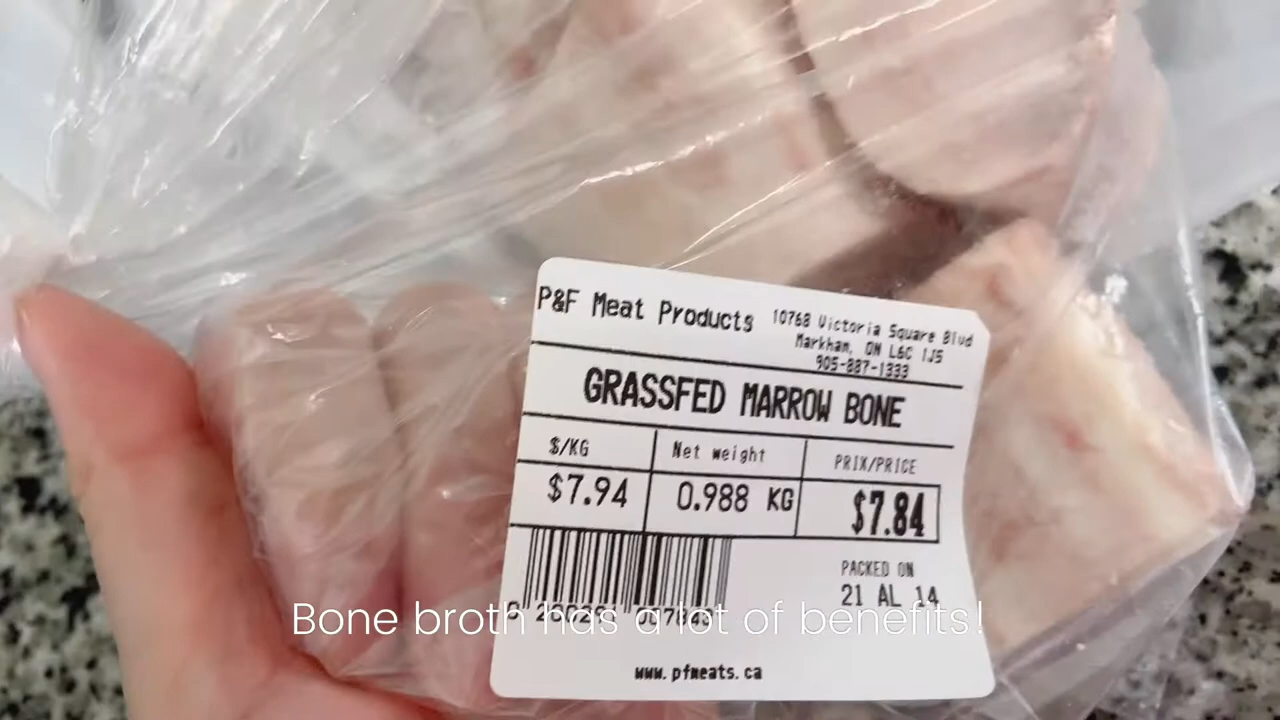 P&F Meat Products
10768 Victoria Square Blvd
Markham, ON L6C 1J5
905-887-1333
GRASSFED MARROW BONE
$/KG Net weight PRIX/PRICE
$7.94 0.988 KG $7.84
PACKED ON
21 AL 14
Bone broth has a lot of benefits!
www.pfmeats.ca